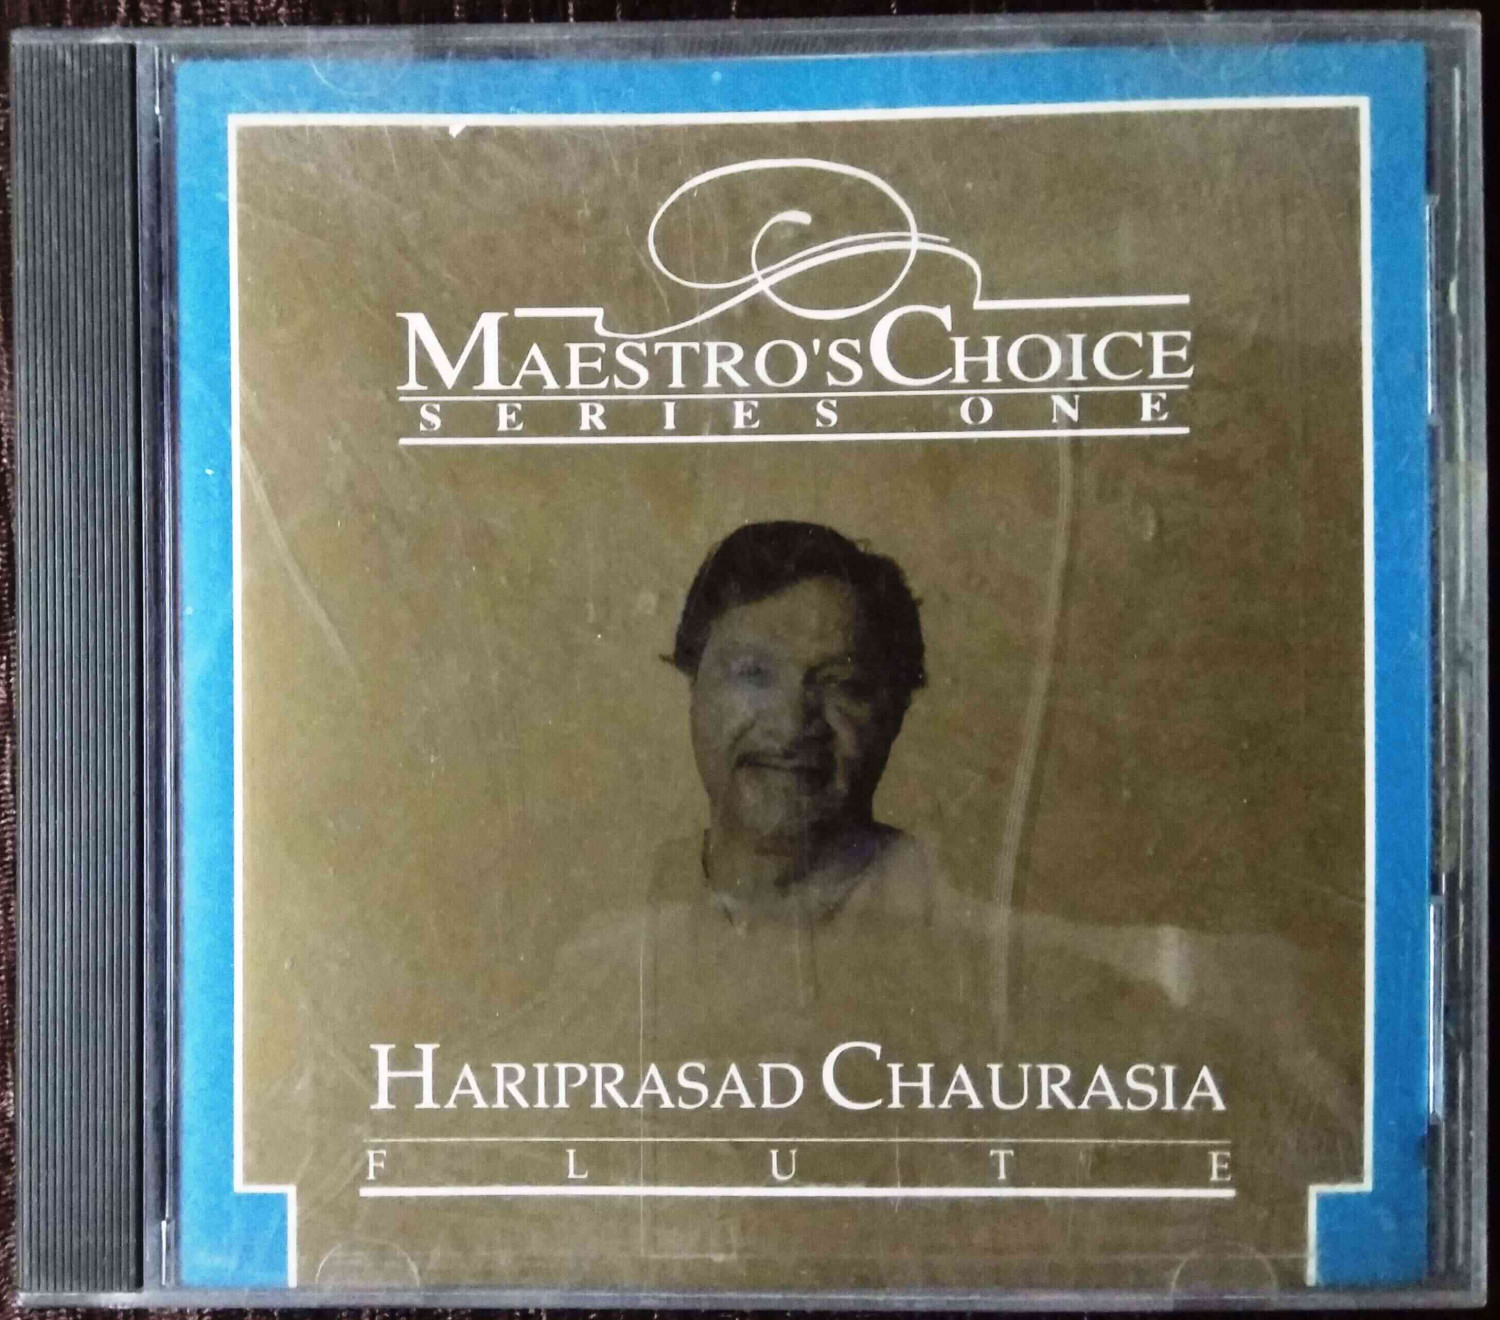 MAESTRO'S CHOICE
SERIES ONE
HARIPRASAD CHAURASIA
FLUTE